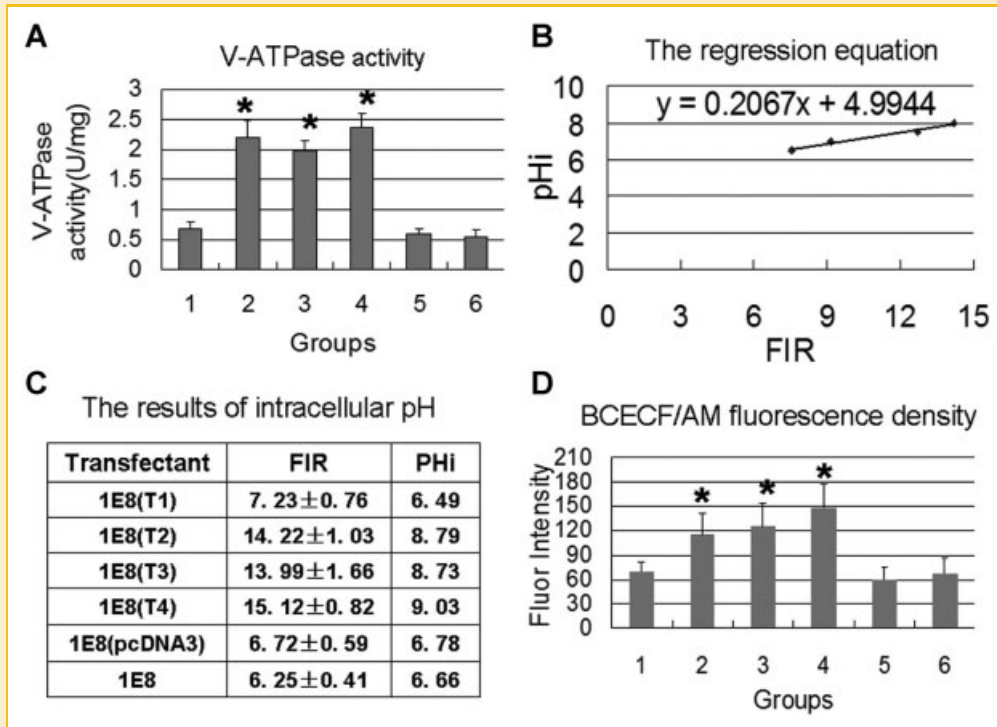 A
V-ATPase activity
V-ATPase
activity(U/mg)
3
2.5
2
1.5
1
0.5
0
* * *
1 2 3 4 5 6
Groups
B
The regression equation
y = 0.2067x + 4.9944
pHi
10
8
6
4
2
0
0 3 6 9 12 15
FIR
C
The results of intracellular pH
Transfectant FIR PHi
1E8(T1) 7. 23±0. 76 6. 49
1E8(T2) 14. 22±1. 03 8. 79
1E8(T3) 13. 99±1. 66 8. 73
1E8(T4) 15. 12±0. 82 9. 03
1E8(pcDNA3) 6. 72±0. 59 6. 78
1E8 6. 25±0. 41 6. 66
D
BCECF/AM fluorescence density
Fluor Intensity
210
180
150
120
90
60
30
0
* * *
1 2 3 4 5 6
Groups